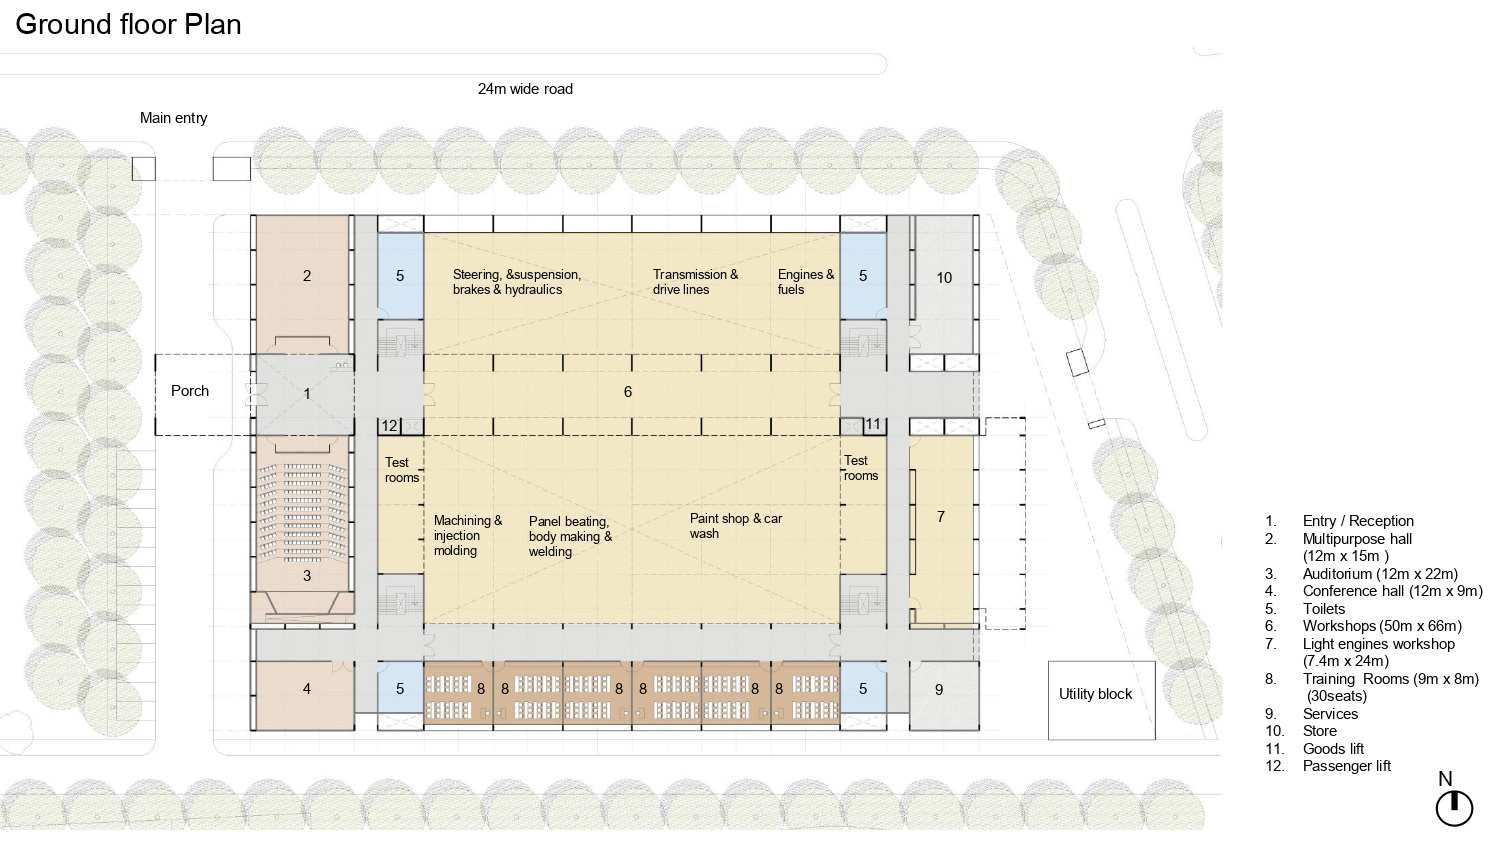 Ground floor Plan
24m wide road
Main entry
2
5
Steering, &suspension,
brakes & hydraulics
Transmission &
drive lines
Engines &
fuels
5
10
Porch
1
6
12
11
Test
rooms
Test
rooms
Machining &
injection
molding
Panel beating,
body making &
welding
Paint shop & car
wash
7
3
4
5
8
8
8
8
8
8
5
9
Utility block
1. Entry / Reception
2. Multipurpose hall
(12m x 15m )
3. Auditorium (12m x 22m)
4. Conference hall (12m x 9m)
5. Toilets
6. Workshops (50m x 66m)
7. Light engines workshop
(7.4m x 24m)
8. Training Rooms (9m x 8m)
(30seats)
9. Services
10. Store
11. Goods lift
12. Passenger lift
N